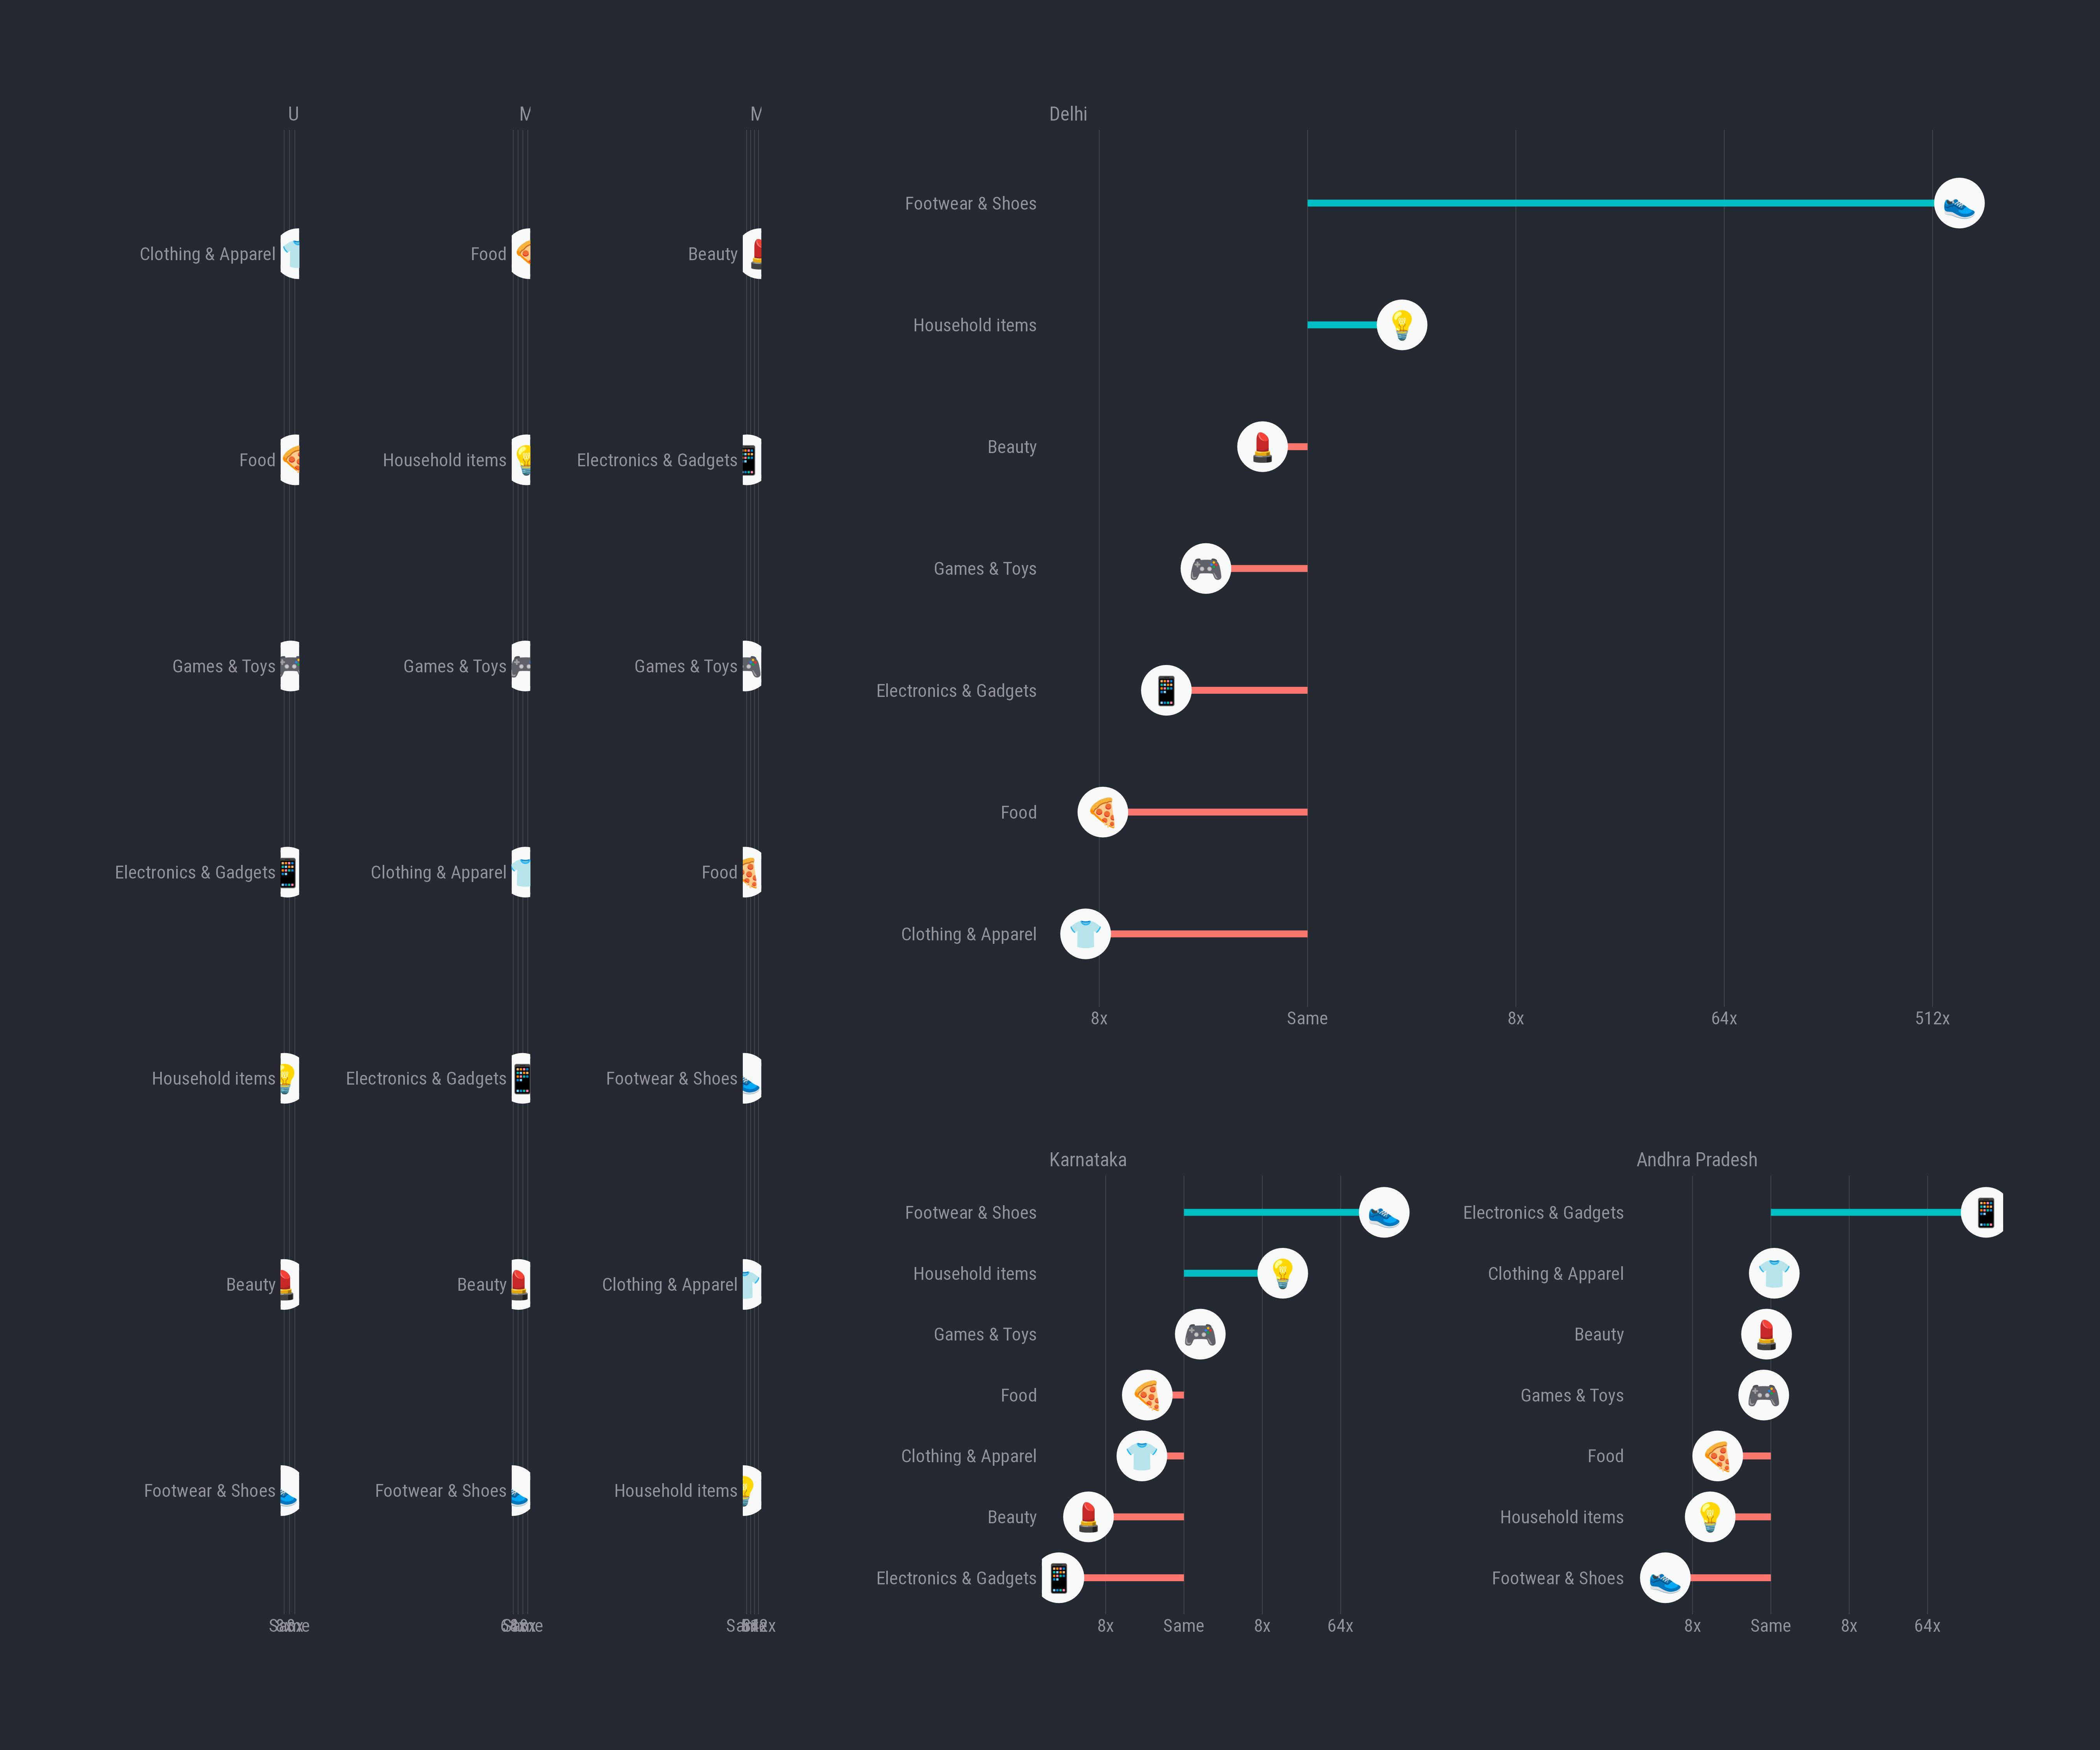 U
Clothing & Apparel
Food
Games & Toys
Electronics & Gadgets
Household items
Beauty
Footwear & Shoes
Food
Household items
Games & Toys
Clothing & Apparel
Electronics & Gadgets
Beauty
Footwear & Shoes
Beauty
Electronics & Gadgets
Games & Toys
Food
Footwear & Shoes
Clothing & Apparel
Household items
Delhi
Footwear & Shoes
Household items
Beauty
Games & Toys
Electronics & Gadgets
Food
Clothing & Apparel
8x Same 8x 64x 512x
Karnataka
Footwear & Shoes
Household items
Games & Toys
Food
Clothing & Apparel
Beauty
Electronics & Gadgets
8x Same 8x 64x
Andhra Pradesh
Electronics & Gadgets
Clothing & Apparel
Beauty
Games & Toys
Food
Household items
Footwear & Shoes
8x Same 8x 64x